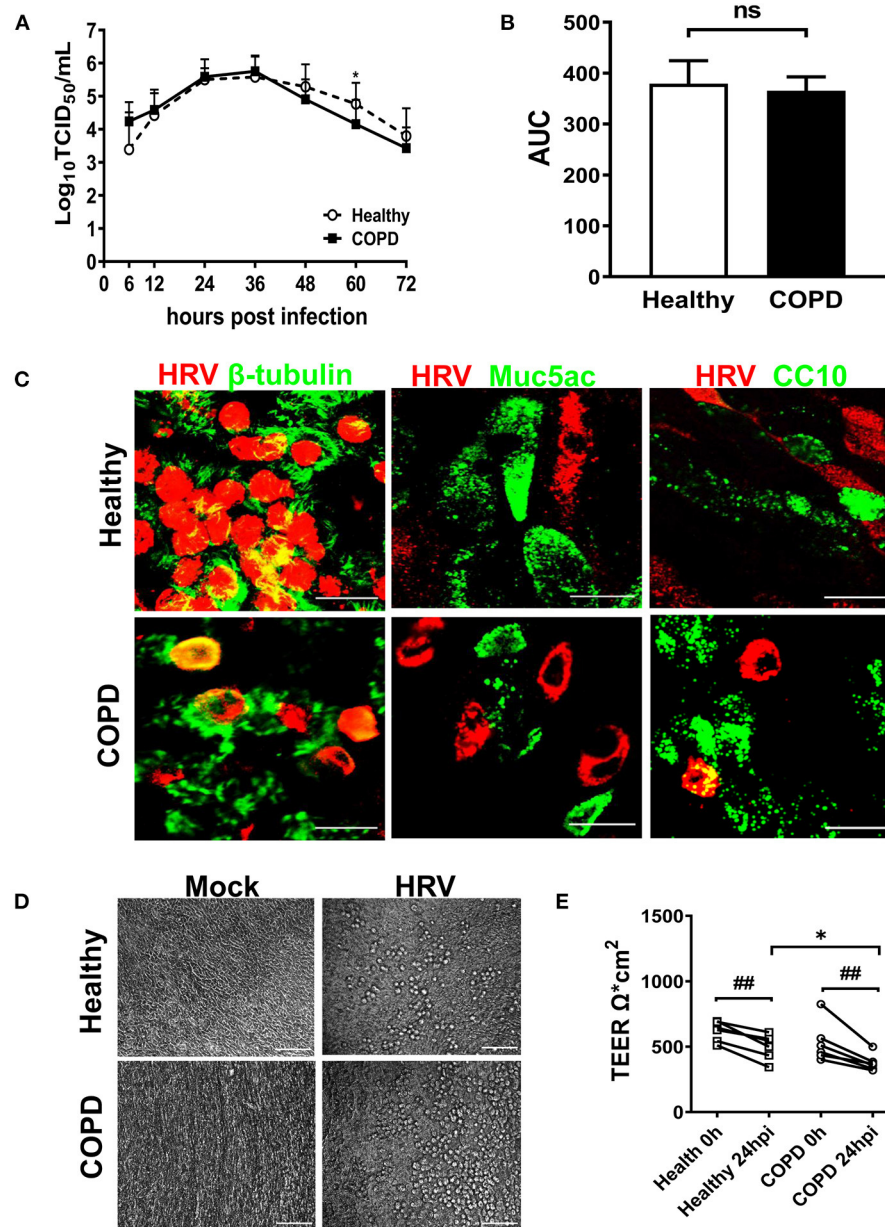 A
Log₁₀TCID₅₀/mL
7
6
5
4
3
2
1
0
*
Healthy
COPD
0 6 12 24 36 48 60 72
hours post infection
B
AUC
500
400
300
200
100
0
ns
Healthy COPD
C
HRV β-tubulin
HRV Muc5ac
HRV CC10
Healthy
COPD
D
Mock
HRV
Healthy
COPD
E
TEER Ω*cm²
1500
1000
500
0
*
##
##
Health 0h
Healthy 24hpi
COPD 0h
COPD 24hpi